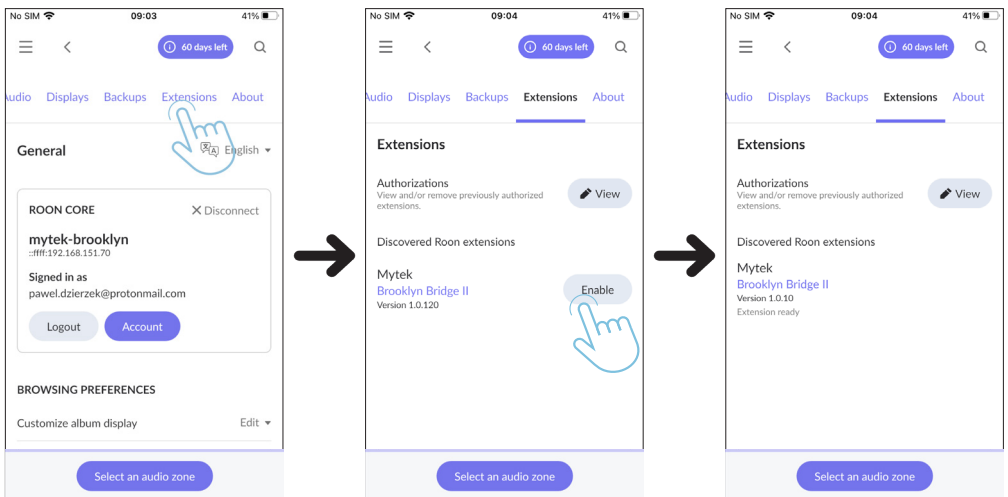 No SIM 09:03 41%
60 days left
Audio Displays Backups Extensions About
General
English
ROON CORE
Disconnect
mytek-brooklyn
::ffff:192.168.151.70
Signed in as
pawel.dzierzek@protonmail.com
Logout Account
BROWSING PREFERENCES
Customize album display Edit
Select an audio zone
No SIM 09:04 41%
60 days left
Audio Displays Backups Extensions About
Extensions
Authorizations
View and/or remove previously authorized
extensions.
View
Discovered Roon extensions
Mytek
Brooklyn Bridge II
Version 1.0.120
Enable
Select an audio zone
No SIM 09:04 41%
60 days left
Audio Displays Backups Extensions About
Extensions
Authorizations
View and/or remove previously authorized
extensions.
View
Discovered Roon extensions
Mytek
Brooklyn Bridge II
Version 1.0.10
Extension ready
Select an audio zone